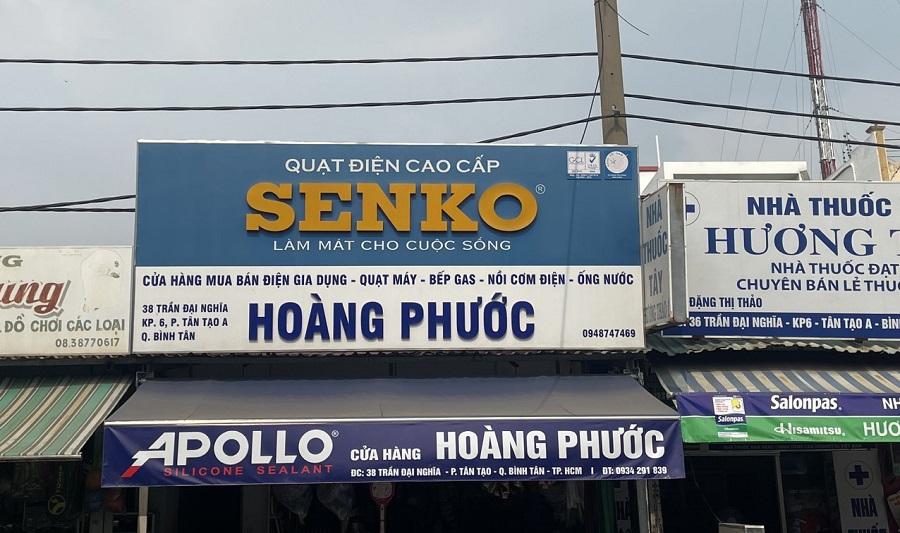 QUẠT ĐIỆN CAO CẤP
SENKO®
LÀM MÁT CHO CUỘC SỐNG
CỬA HÀNG MUA BÁN ĐIỆN GIA DỤNG - QUẠT MÁY - BẾP GAS - NỒI CƠM ĐIỆN - ỐNG NƯỚC
38 TRẦN ĐẠI NGHĨA
KP. 6, P. TÂN TẠO A
Q. BÌNH TÂN
HOÀNG PHƯỚC
0948747469
APOLLO®
SILICONE SEALANT
CỬA HÀNG HOÀNG PHƯỚC
ĐC: 38 TRẦN ĐẠI NGHĨA - P. TÂN TẠO - Q. BÌNH TÂN - TP. HCM I ĐT: 0934 291 839
ĐỒ CHƠI CÁC LOẠI
08.38770617
NHÀ
THUỐC
TÂY
NHÀ THUỐC
HƯƠNG
NHÀ THUỐC ĐẠT
CHUYÊN BÁN LẺ THUỐC
ĐẶNG THỊ THẢO
36 TRẦN ĐẠI NGHĨA - KP6 - TÂN TẠO A - BÌN
Salonpas
NH
Hisamitsu
HƯƠ
NHÀ
THUỐC